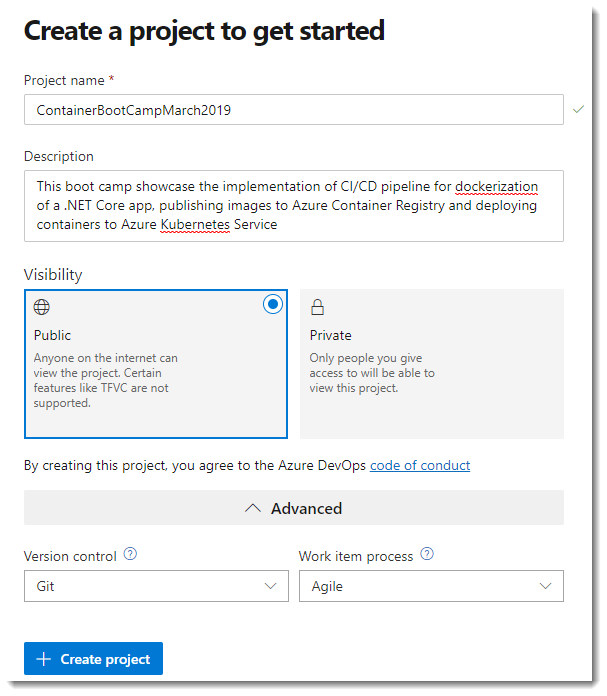 Create a project to get started
Project name *
ContainerBootCampMarch2019
Description
This boot camp showcase the implementation of CI/CD pipeline for dockerization
of a .NET Core app, publishing images to Azure Container Registry and deploying
containers to Azure Kubernetes Service
Visibility
Public
Anyone on the internet can
view the project. Certain
features like TFVC are not
supported.
Private
Only people you give
access to will be able to
view this project.
By creating this project, you agree to the Azure DevOps code of conduct
Advanced
Version control ?
Work item process ?
Git
Agile
+ Create project